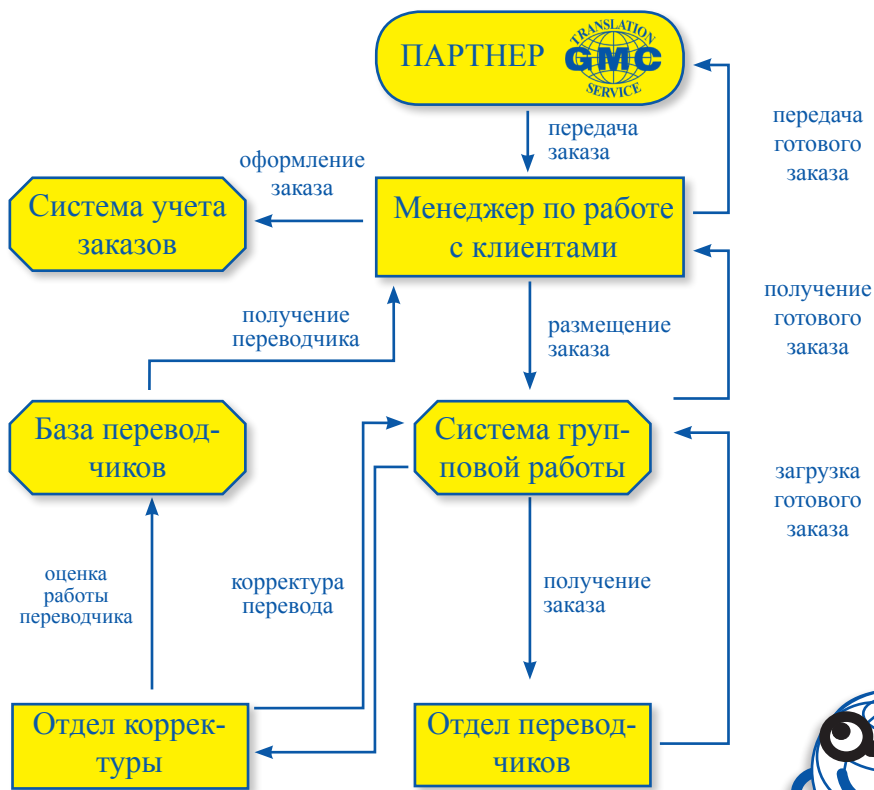 TRANSLATION
ПАРТНЕР
GMC
SERVICE
передача
заказа
передача
готового
заказа
оформление
заказа
Система учета
заказов
Менеджер по работе
с клиентами
получение
переводчика
размещение
заказа
получение
готового
заказа
База перевод-
чиков
Система груп-
повой работы
загрузка
готового
заказа
оценка
работы
переводчика
корректура
перевода
получение
заказа
Отдел коррек-
туры
Отдел перевод-
чиков